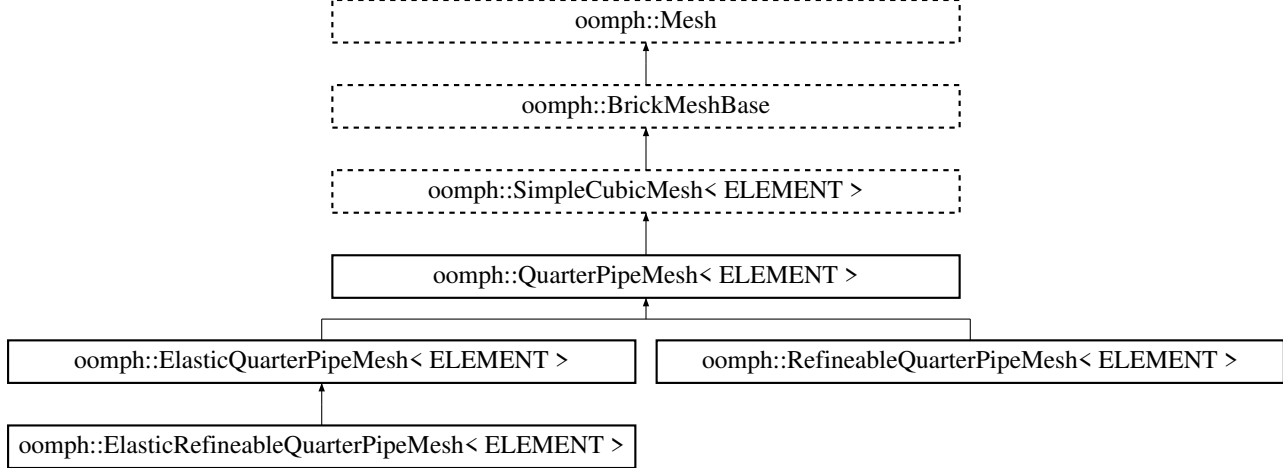 oomph::Mesh
oomph::BrickMeshBase
oomph::SimpleCubicMesh< ELEMENT >
oomph::QuarterPipeMesh< ELEMENT >
oomph::ElasticQuarterPipeMesh< ELEMENT >
oomph::RefineableQuarterPipeMesh< ELEMENT >
oomph::ElasticRefineableQuarterPipeMesh< ELEMENT >